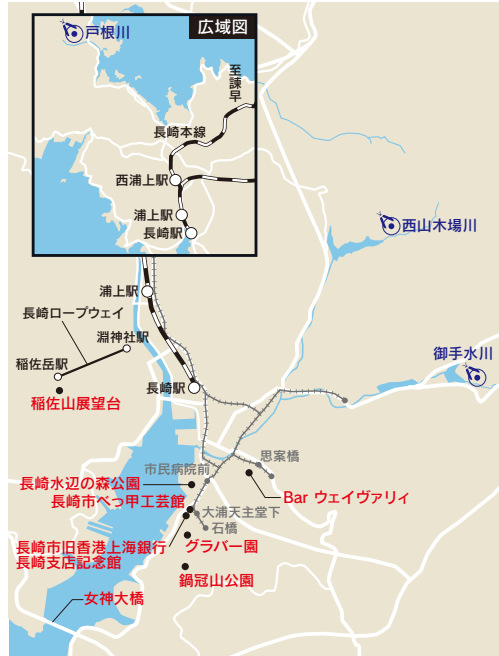 戸根川
広域図
至諫早
長崎本線
西浦上駅
浦上駅
長崎駅
西山木場川
浦上駅
長崎ロープウェイ
淵神社駅
稲佐岳駅
御手水川
長崎駅
稲佐山展望台
思案橋
市民病院前
長崎水辺の森公園
長崎市べっ甲工芸館
Bar ウェイヴァリィ
大浦天主堂下
石橋
長崎市旧香港上海銀行
長崎支店記念館
グラバー園
鍋冠山公園
女神大橋